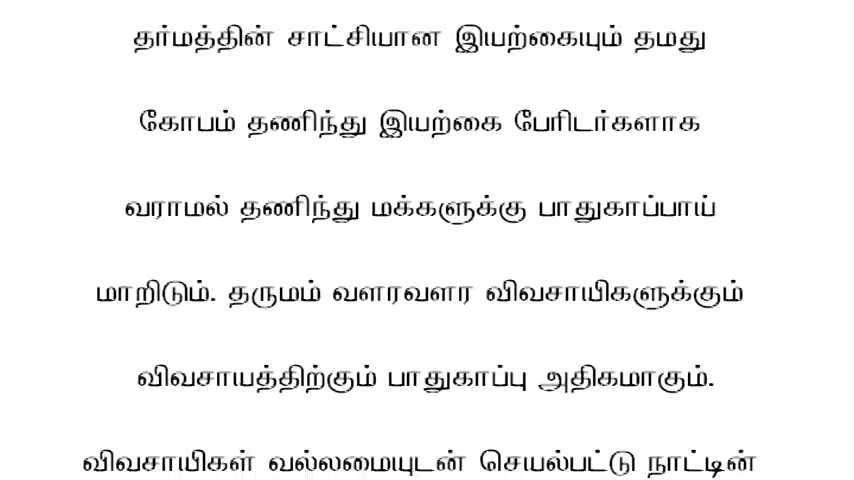 தர்மத்தின் சாட்சியான இயற்கையும் தமது
கோபம் தணிந்து இயற்கை பேரிடர்களாக
வராமல் தணிந்து மக்களுக்கு பாதுகாப்பாய்
மாறிடும். தருமம் வளரவளர விவசாயிகளுக்கும்
விவசாயத்திற்கும் பாதுகாப்பு அதிகமாகும்.
விவசாயிகள் வல்லமையுடன் செயல்பட்டு நாட்டின்